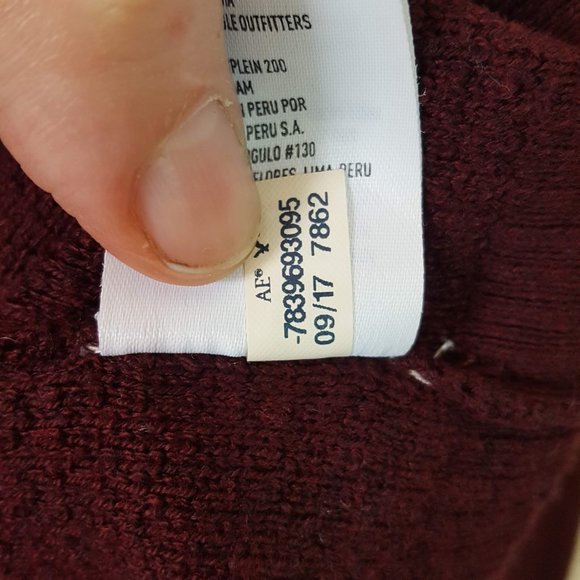 LE OUTFITTERS
PLEIN 200
AM
PERU POR
PERU S.A.
GULO #130
FLORES, LIMA, PERU
AE®
-7839693095
09/17 7862